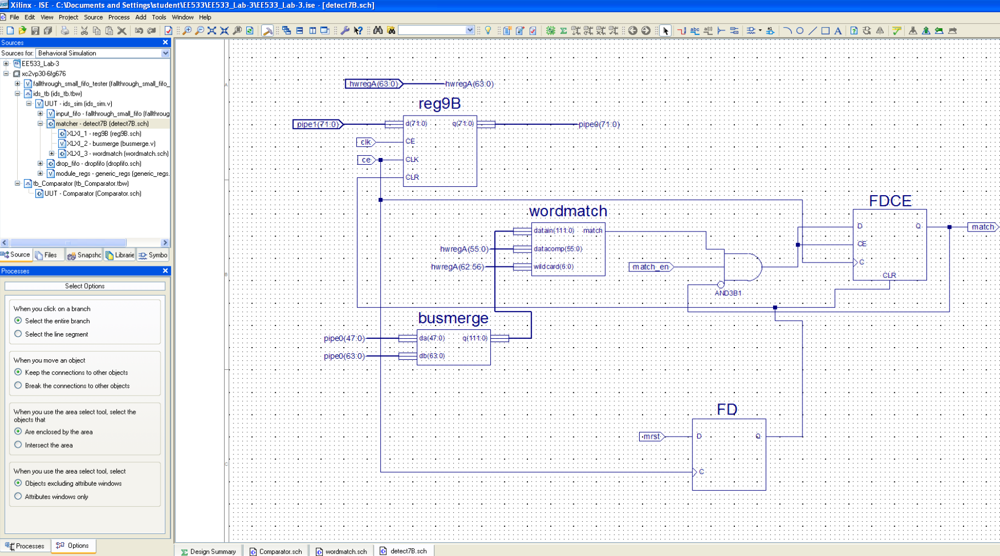 Xilinx - ISE - C:\Documents and Settings\student\EE533\EE533_Lab-3\EE533_Lab-3.ise - [detect7B.sch]
File Edit View Project Source Process Add Tools Window Help
Sources
Sources for: Behavioral Simulation
EE533_Lab-3
xc2vp30-6fg676
fallthrough_small_fifo_tester (fallthrough_small_fifo_
ids_tb (ids_tb.tbw)
UUT - ids_sim (ids_sim.v)
input_fifo - fallthrough_small_fifo (fallthroug
matcher - detect7B (detect7B.sch)
XLXI_1 - reg9B (reg9B.sch)
XLXI_2 - busmerge (busmerge.v)
XLXI_3 - wordmatch (wordmatch.sch)
drop_fifo - dropfifo (dropfifo.sch)
module_regs - generic_regs (generic_regs.
tb_Comparator (tb_Comparator.tbw)
UUT - Comparator (Comparator.sch)
Source Files Snapshc Librarie Symbo
Processes
Select Options
When you click on a branch
Select the entire branch
Select the line segment
When you move an object
Keep the connections to other objects
Break the connections to other objects
When you use the area select tool, select the
objects that
Are enclosed by the area
Intersect the area
When you use the area select tool, select
Objects excluding attribute windows
Attributes windows only
Processes Options
A
B
C
hwregA(63:0) hwregA(63:0)
reg9B
pipe1(71:0) d(71:0) q(71:0) pipe0(71:0)
clk CE
ce CLK
CLR
wordmatch
datain(111:0) match
hwregA(55:0) datacomp(55:0)
hwregA(62:56) wildcard(6:0)
match_en
AND3B1
FDCE
D Q match
CE
C
CLR
busmerge
pipe0(47:0) da(47:0) q(111:0)
pipe0(63:0) db(63:0)
FD
mrst D Q
C
Design Summary Comparator.sch wordmatch.sch detect7B.sch